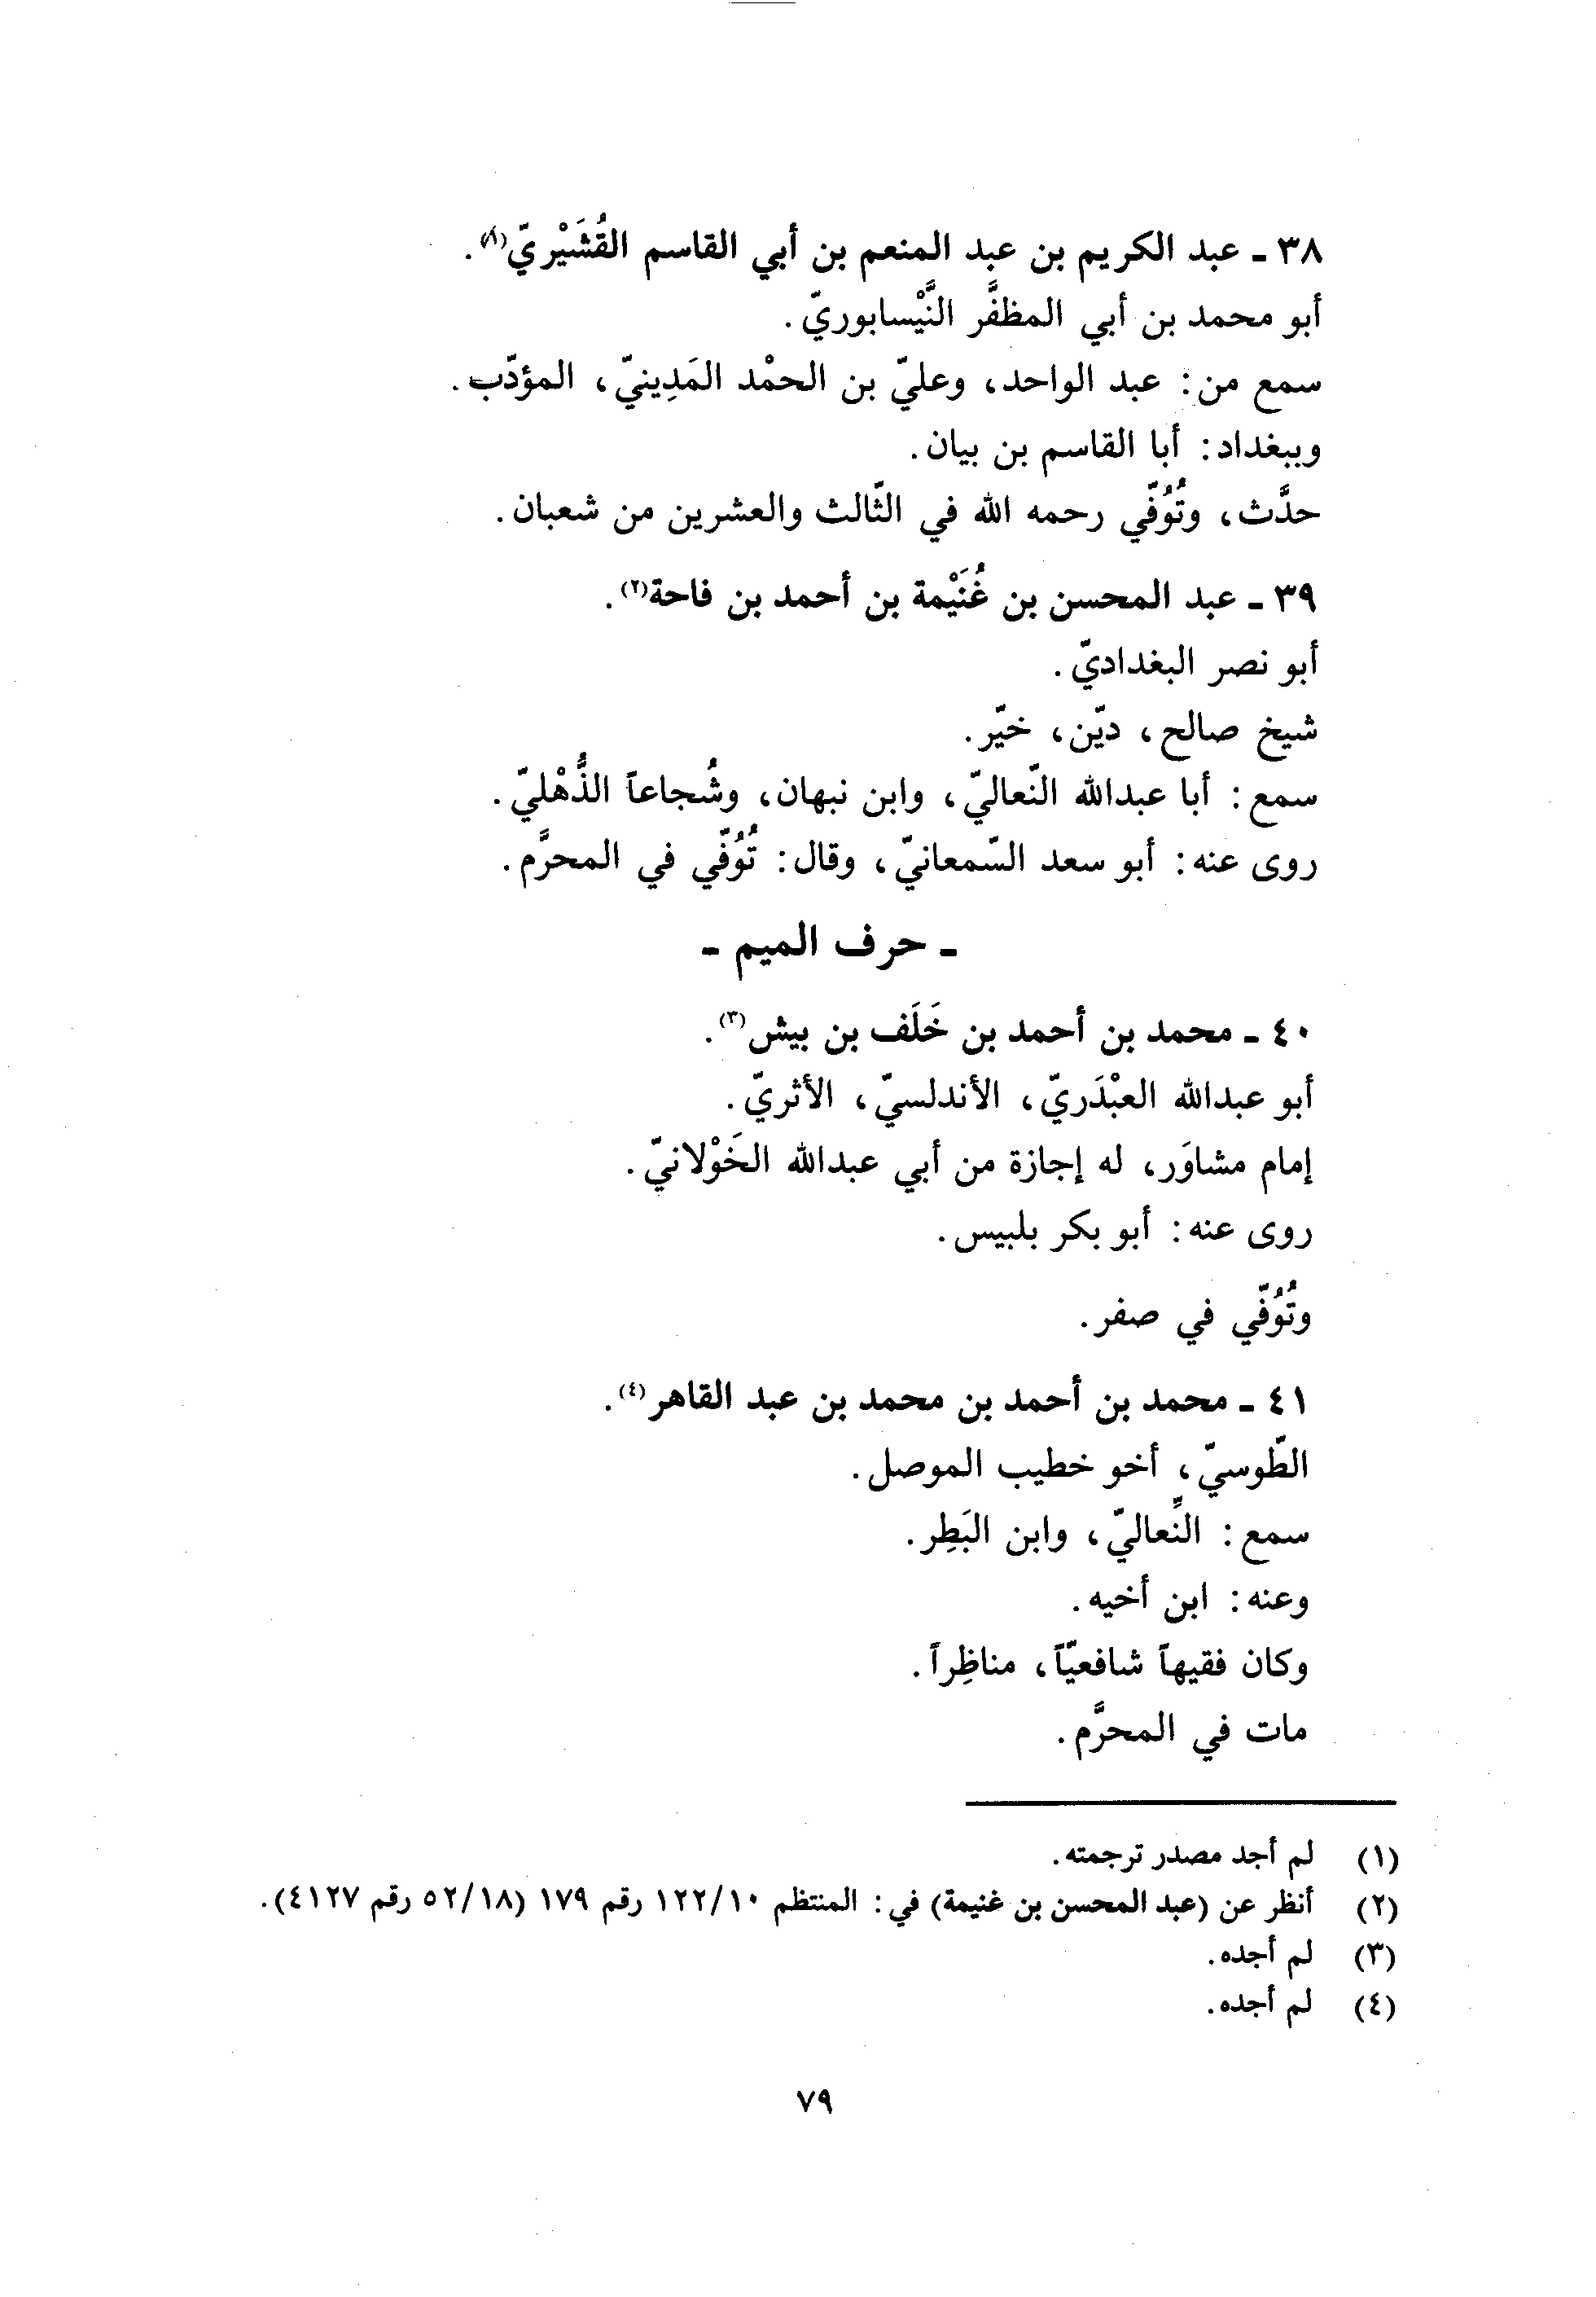 ٣٨ ـ عبد الكريم بن عبد المنعم بن أبي القاسم القُشَيْريّ(١).
أبو محمد بن أبي المظفَّر النَّيْسابوريّ.
سمع من: عبد الواحد، وعليّ بن الحمْد المَدِينيّ، المؤدّب.
وببغداد: أبا القاسم بن بيان.
حدَّث، وتُوُفّي رحمه الله في الثّالث والعشرين من شعبان.
٣٩ ـ عبد المحسن بن غُنَيْمة بن أحمد بن فاحة(٢).
أبو نصر البغداديّ.
شيخ صالح، ديّن، خيّر.
سمع: أبا عبدالله النّعاليّ، وابن نبهان، وشُجاعاً الذُّهْليّ.
روى عنه: أبو سعد السّمعانيّ، وقال: تُوُفّي في المحرَّم.
ـ حرف الميم ـ
٤٠ ـ محمد بن أحمد بن خَلَف بن بيش(٣).
أبو عبدالله العبْدَريّ، الأندلسيّ، الأثريّ.
إمام مشاوَر، له إجازة من أبي عبدالله الخَوْلانيّ.
روى عنه: أبو بكر بلبيس.
وتُوُفّي في صفر.
٤١ ـ محمد بن أحمد بن محمد بن عبد القاهر(٤).
الطّوسيّ، أخو خطيب الموصل.
سمع: النِّعاليّ، وابن البَطِر.
وعنه: ابن أخيه.
وكان فقيهاً شافعيّاً، مناظِراً.
مات في المحرَّم.
(١) لم أجد مصدر ترجمته.
(٢) أنظر عن (عبد المحسن بن غنيمة) في: المنتظم ١٢٢/١٠ رقم ١٧٩ (٥٢/١٨ رقم ٤١٢٧).
(٣) لم أجده.
(٤) لم أجده.
٧٩